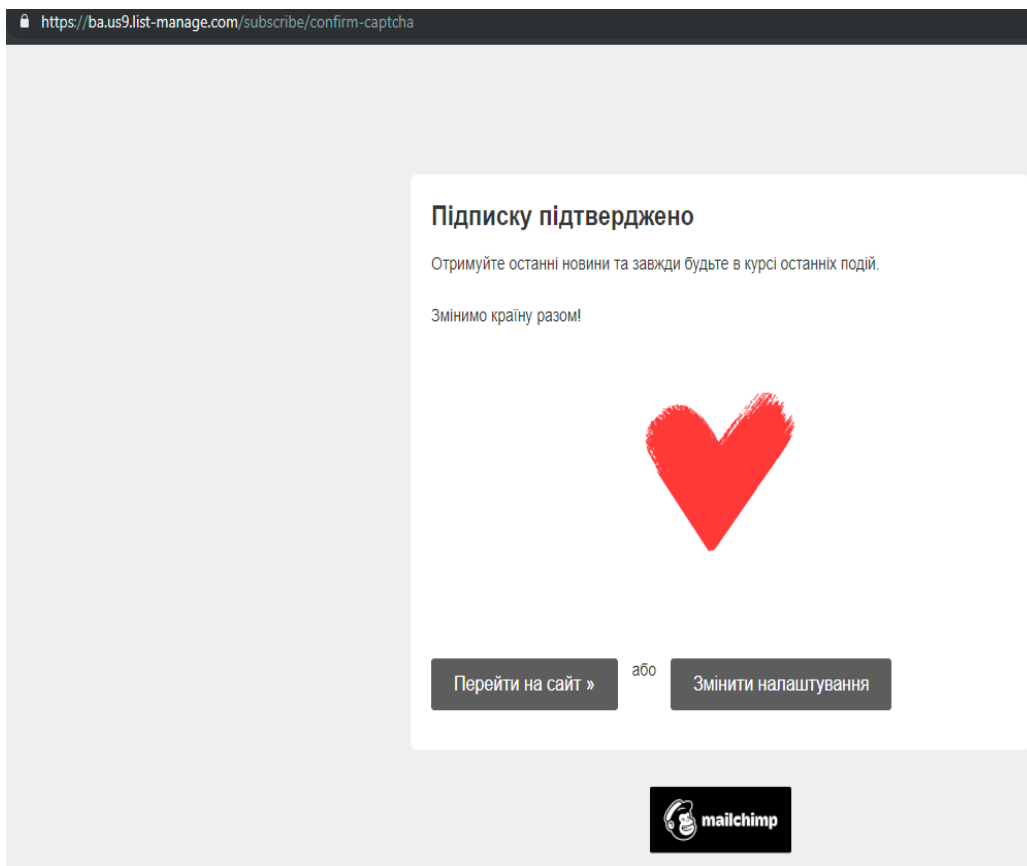 https://ba.us9.list-manage.com/subscribe/confirm-captcha
Підписку підтверджено
Отримуйте останні новини та завжди будьте в курсі останніх подій.
Змінимо країну разом!
Перейти на сайт » або Змінити налаштування
mailchimp